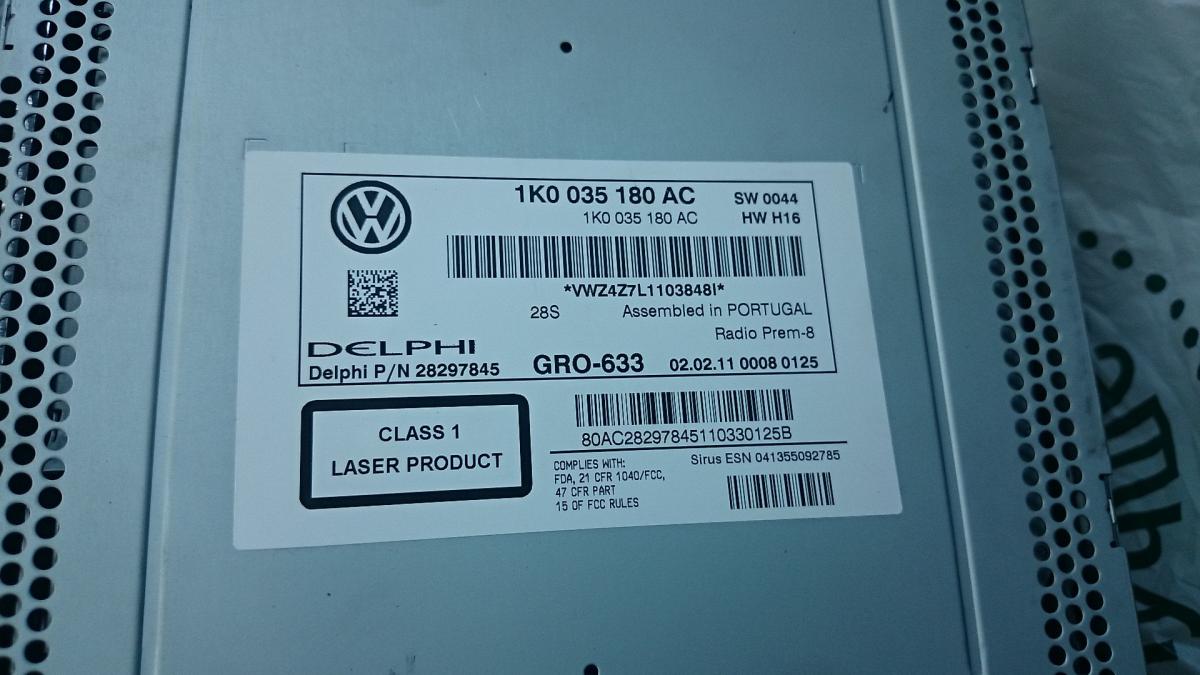 1K0 035 180 AC SW 0044
1K0 035 180 AC HW H16
*VWZ4Z7L1103848I*
28S Assembled in PORTUGAL
Radio Prem-8
DELPHI
Delphi P/N 28297845 GRO-633 02.02.11 0008 0125
CLASS 1
LASER PRODUCT
80AC28297845110330125B
COMPLIES WITH:
FDA, 21 CFR 1040/FCC,
47 CFR PART
15 OF FCC RULES
Sirus ESN 041355092785